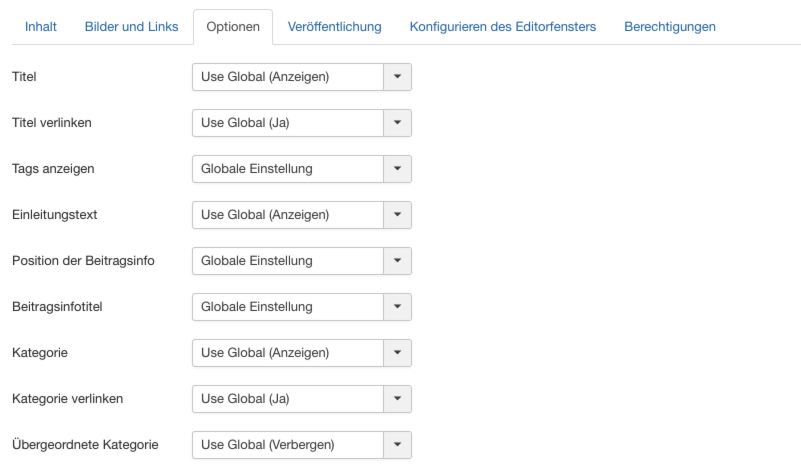 Inhalt Bilder und Links Optionen Veröffentlichung Konfigurieren des Editorfensters Berechtigungen
Titel Use Global (Anzeigen)
Titel verlinken Use Global (Ja)
Tags anzeigen Globale Einstellung
Einleitungstext Use Global (Anzeigen)
Position der Beitragsinfo Globale Einstellung
Beitragsinfotitel Globale Einstellung
Kategorie Use Global (Anzeigen)
Kategorie verlinken Use Global (Ja)
Übergeordnete Kategorie Use Global (Verbergen)